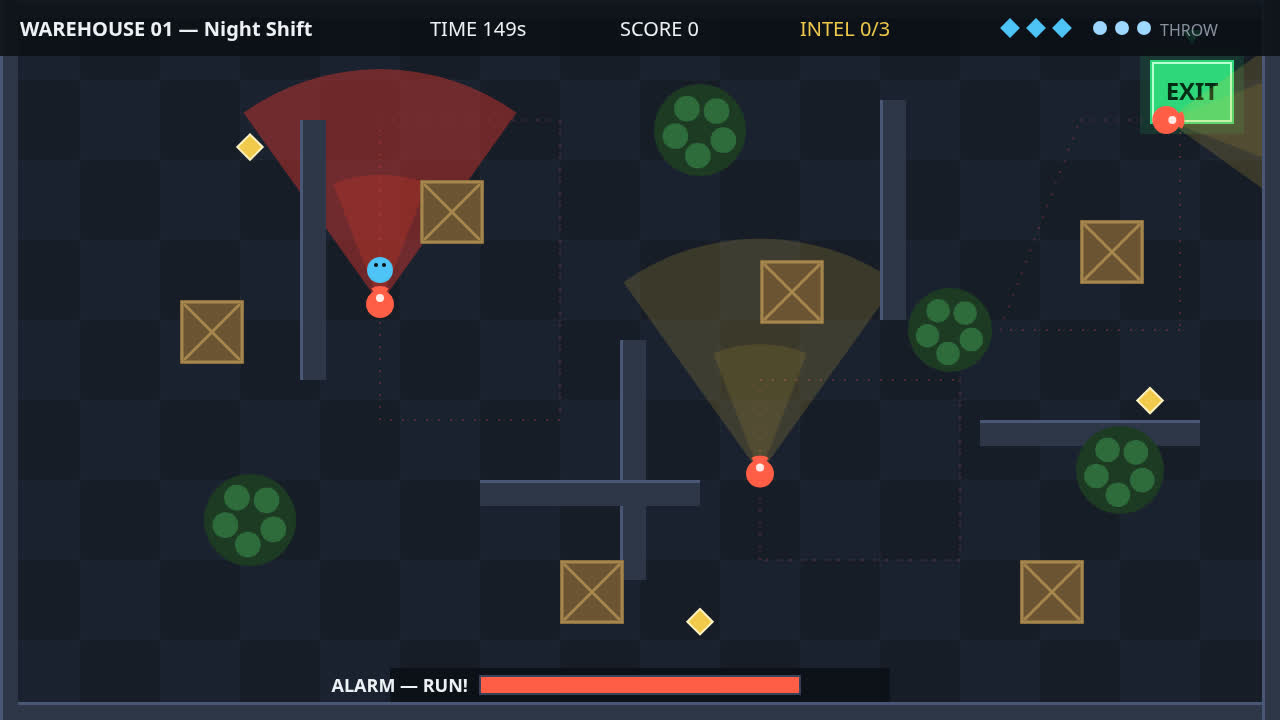 WAREHOUSE 01 — Night Shift TIME 149s SCORE 0 INTEL 0/3 THROW
EXIT
ALARM — RUN!